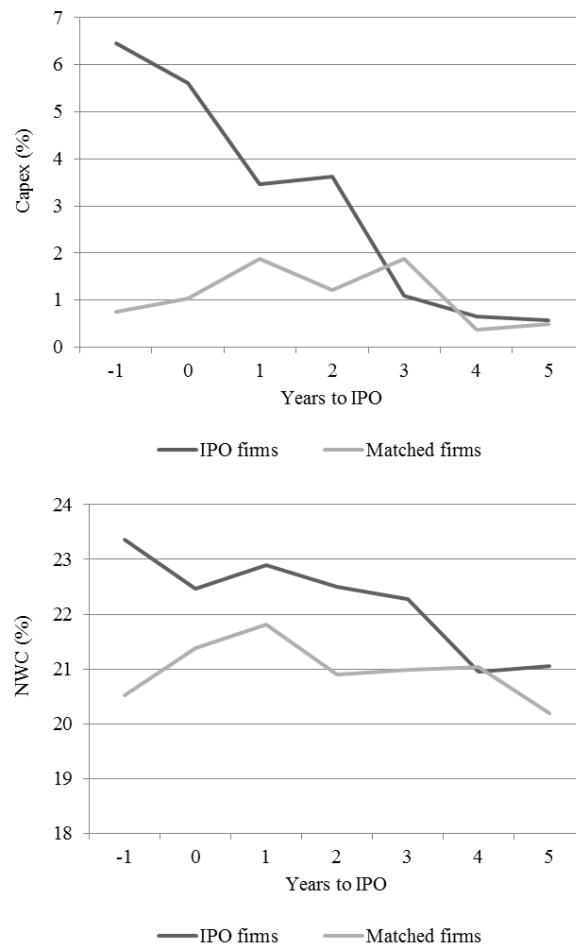 7
6
5
4
3
2
1
0
Capex (%)
-1 0 1 2 3 4 5
Years to IPO
IPO firms Matched firms
24
23
22
21
20
19
18
NWC (%)
-1 0 1 2 3 4 5
Years to IPO
IPO firms Matched firms